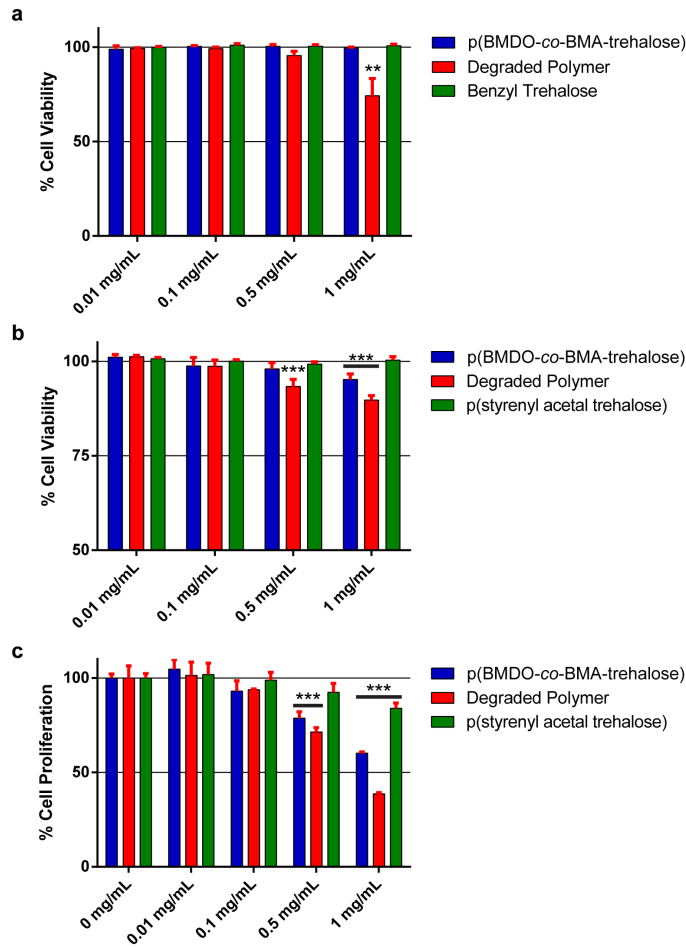 a
% Cell Viability
100
50
0
**
0.01 mg/mL
0.1 mg/mL
0.5 mg/mL
1 mg/mL
p(BMDO-co-BMA-trehalose)
Degraded Polymer
Benzyl Trehalose
b
% Cell Viability
100
75
50
***
***
0.01 mg/mL
0.1 mg/mL
0.5 mg/mL
1 mg/mL
p(BMDO-co-BMA-trehalose)
Degraded Polymer
p(styrenyl acetal trehalose)
c
% Cell Proliferation
100
50
0
***
***
0 mg/mL
0.01 mg/mL
0.1 mg/mL
0.5 mg/mL
1 mg/mL
p(BMDO-co-BMA-trehalose)
Degraded Polymer
p(styrenyl acetal trehalose)